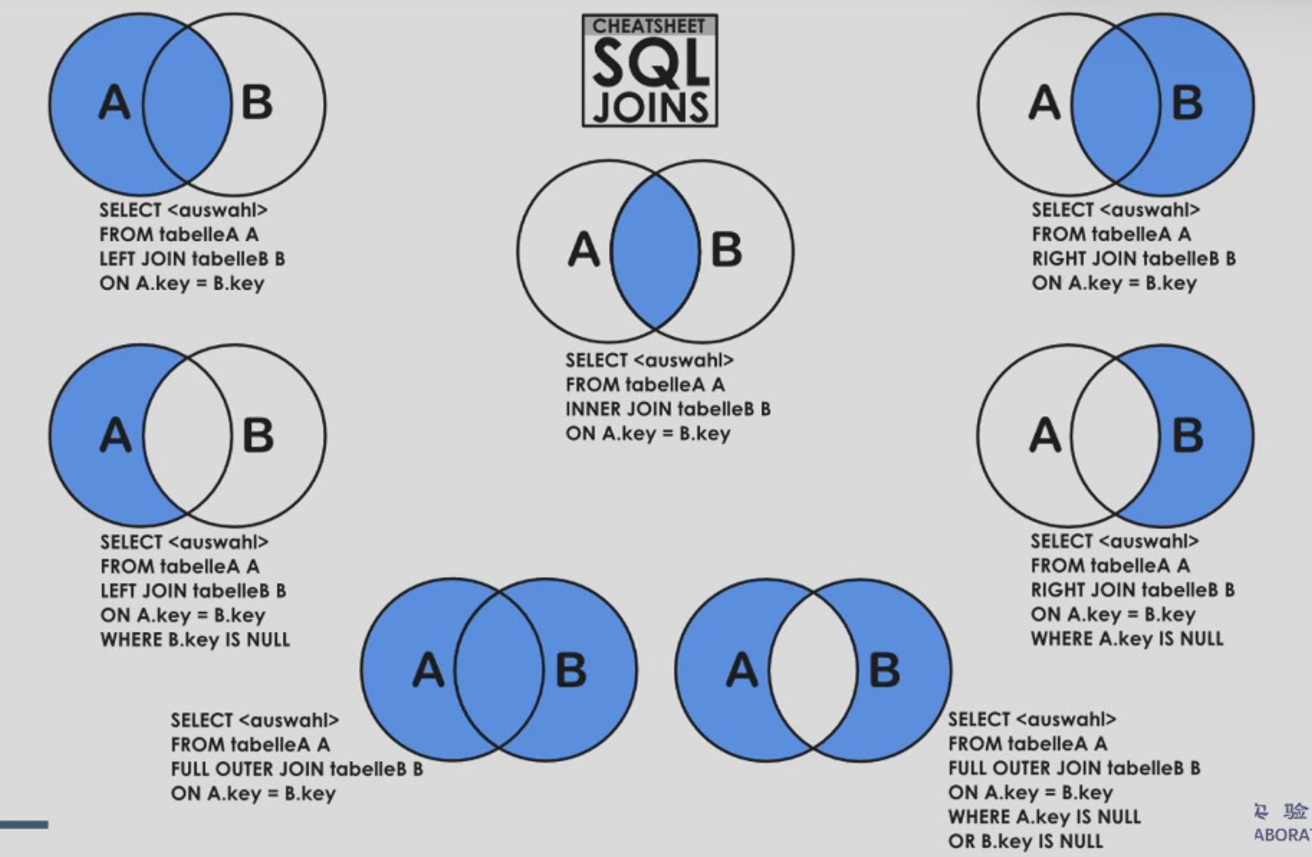 CHEATSHEET
SQL
JOINS
A B
SELECT <auswahl>
FROM tabelleA A
LEFT JOIN tabelleB B
ON A.key = B.key
A B
SELECT <auswahl>
FROM tabelleA A
INNER JOIN tabelleB B
ON A.key = B.key
A B
SELECT <auswahl>
FROM tabelleA A
RIGHT JOIN tabelleB B
ON A.key = B.key
A B
SELECT <auswahl>
FROM tabelleA A
LEFT JOIN tabelleB B
ON A.key = B.key
WHERE B.key IS NULL
A B
SELECT <auswahl>
FROM tabelleA A
RIGHT JOIN tabelleB B
ON A.key = B.key
WHERE A.key IS NULL
A B
SELECT <auswahl>
FROM tabelleA A
FULL OUTER JOIN tabelleB B
ON A.key = B.key
A B
SELECT <auswahl>
FROM tabelleA A
FULL OUTER JOIN tabelleB B
ON A.key = B.key
WHERE A.key IS NULL
OR B.key IS NULL
验
ABORA